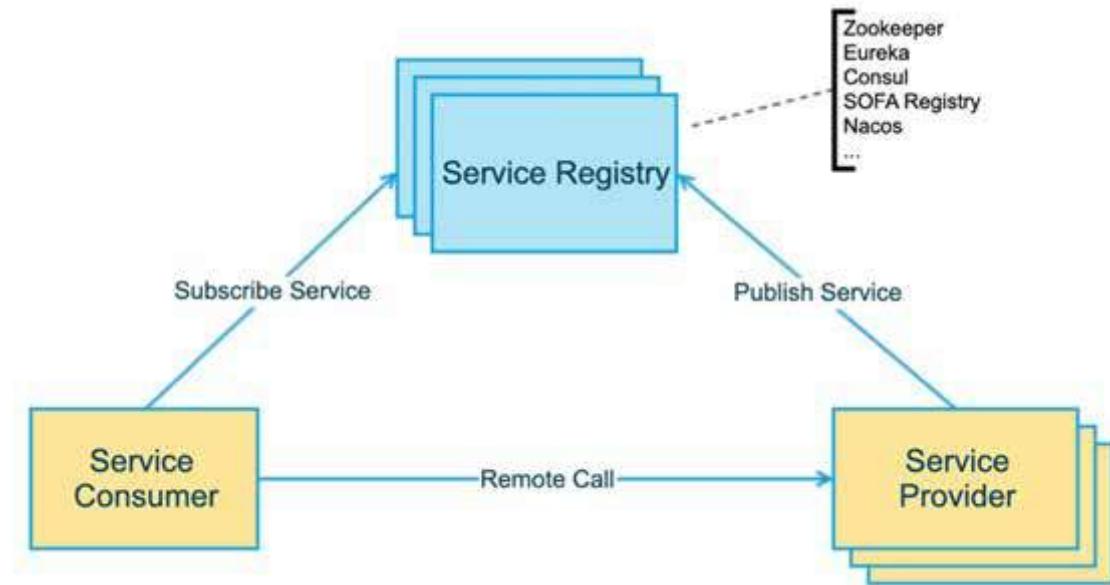 Zookeeper
Eureka
Consul
SOFA Registry
Nacos
...
Service Registry
Subscribe Service
Publish Service
Service
Consumer
Remote Call
Service
Provider